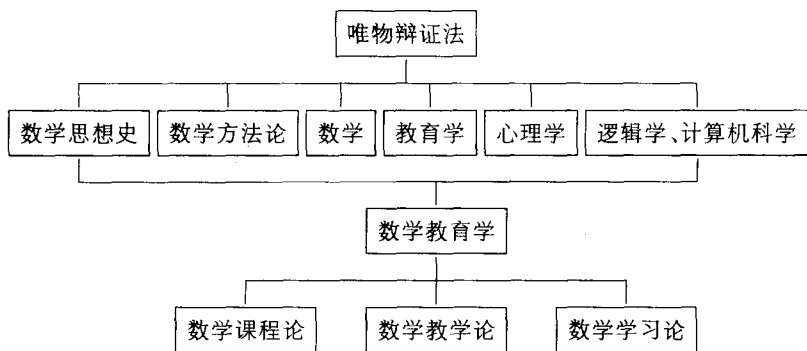 唯物辩证法
数学思想史 数学方法论 数学 教育学 心理学 逻辑学、计算机科学
数学教育学
数学课程论 数学教学论 数学学习论